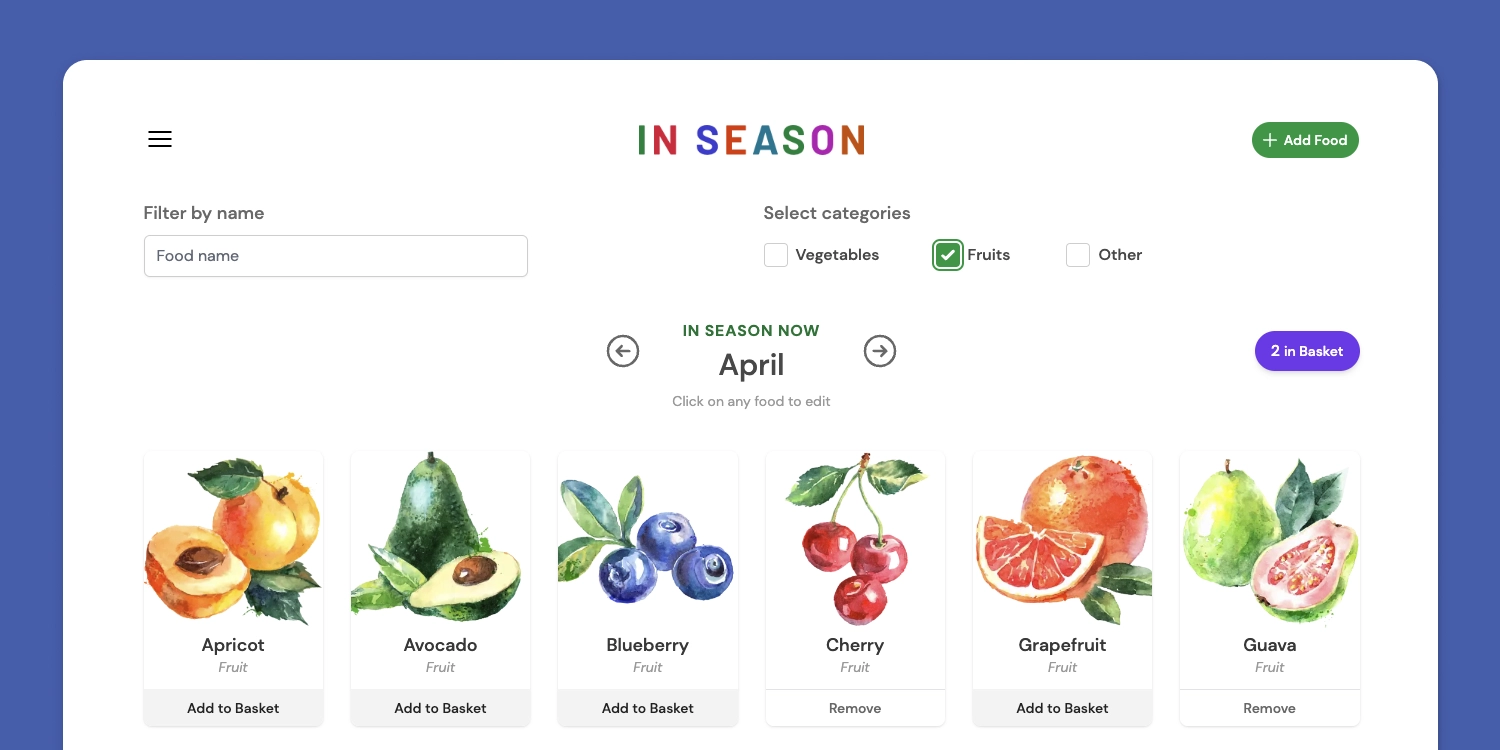 IN SEASON
Add Food
Filter by name
Food name
Select categories
Vegetables
Fruits
Other
IN SEASON NOW
April
Click on any food to edit
2 in Basket
Apricot
Fruit
Add to Basket
Avocado
Fruit
Add to Basket
Blueberry
Fruit
Add to Basket
Cherry
Fruit
Remove
Grapefruit
Fruit
Add to Basket
Guava
Fruit
Remove